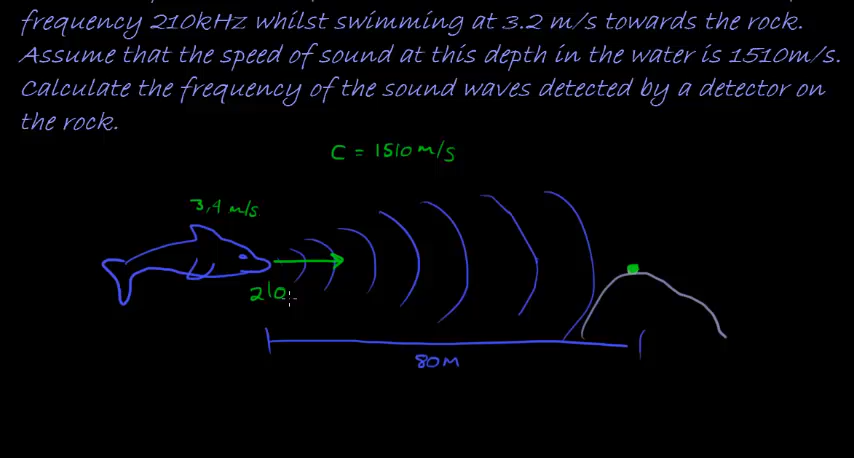 frequency 210kHz whilst swimming at 3.2 m/s towards the rock.
Assume that the speed of sound at this depth in the water is 1510m/s.
Calculate the frequency of the sound waves detected by a detector on
the rock.
C = 1510 m/s
3,4 m/s
210
80M